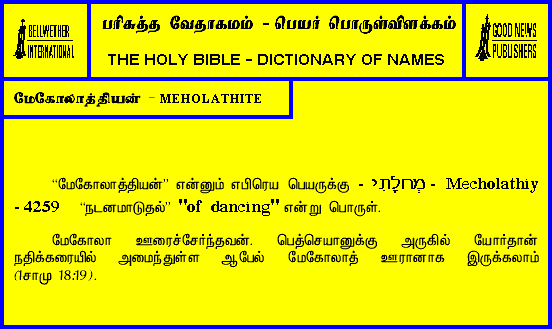 BELLWETHER
INTERNATIONAL
பரிசுத்த வேதாகமம் - பெயர் பொருள்விளக்கம்
THE HOLY BIBLE - DICTIONARY OF NAMES
GOOD NEWS
PUBLISHERS
மேகோலாத்தியன் - MEHOLATHITE
“மேகோலாத்தியன்” என்னும் எபிரெய பெயருக்கு - מְחֹלָתִי - Mecholathiy
- 4259 “நடனமாடுதல்” "of dancing" என்று பொருள்.
மேகோலா ஊரைச்சேர்ந்தவன். பெத்செயானுக்கு அருகில் யோர்தான்
நதிக்கரையில் அமைந்துள்ள ஆபேல் மேகோலாத் ஊரானாக இருக்கலாம்
(1சாமு 18:19).